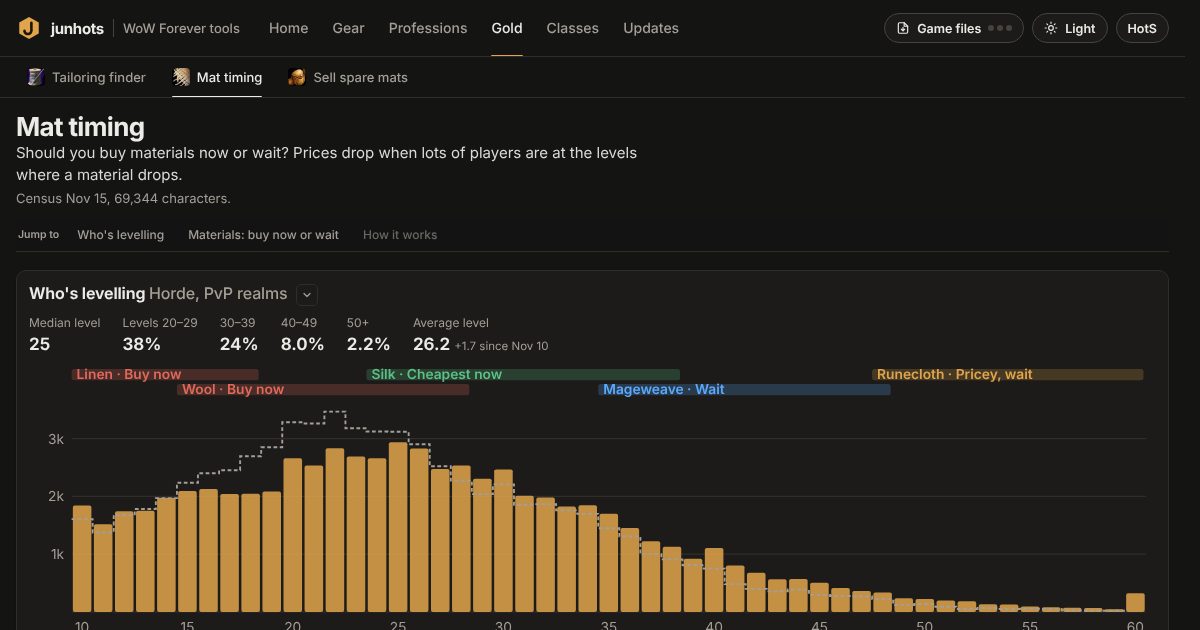 junhots WoW Forever tools Home Gear Professions Gold Classes Updates Game files Light HotS
Tailoring finder Mat timing Sell spare mats
Mat timing
Should you buy materials now or wait? Prices drop when lots of players are at the levels
where a material drops.
Census Nov 15, 69,344 characters.
Jump to Who's levelling Materials: buy now or wait How it works
Who's levelling Horde, PvP realms
Median level Levels 20–29 30–39 40–49 50+ Average level
25 38% 24% 8.0% 2.2% 26.2 +1.7 since Nov 10
Linen · Buy now Silk · Cheapest now Runecloth · Pricey, wait
Wool · Buy now Mageweave · Wait
3k
2k
1k
10 15 20 25 30 35 40 45 50 55 60